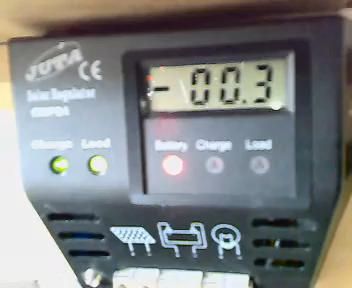 JUTA CE
Solar Regulator
- 00.3
Charge Load
Battery Charge Load